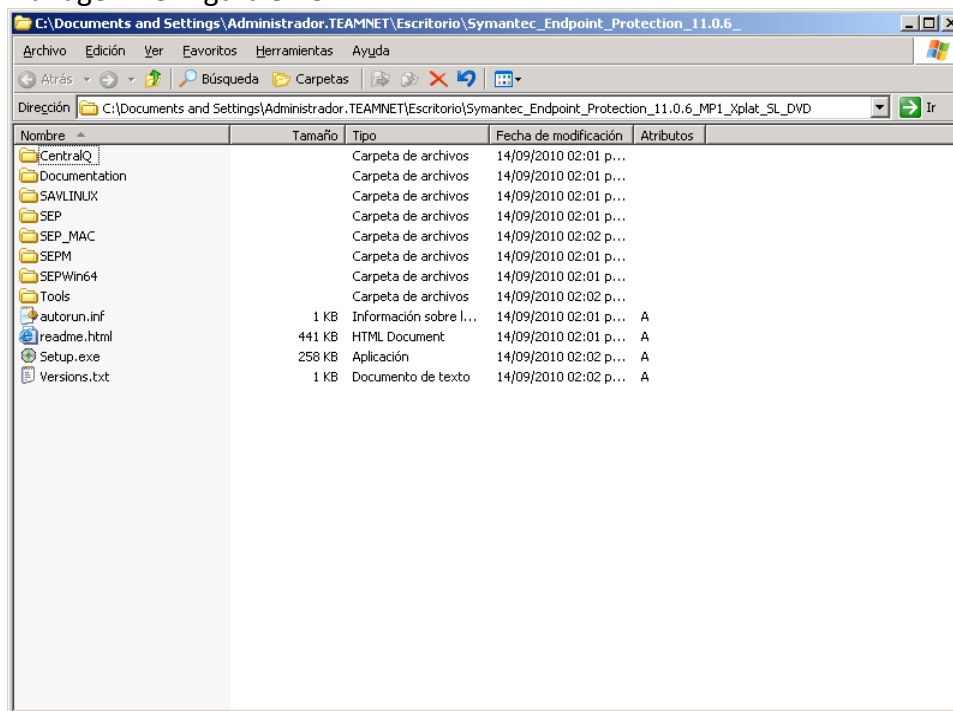 C:\Documents and Settings\Administrador.TEAMNET\Escritorio\Symantec_Endpoint_Protection_11.0.6_
Archivo Edición Ver Favoritos Herramientas Ayuda
Atrás Búsqueda Carpetas
Dirección C:\Documents and Settings\Administrador.TEAMNET\Escritorio\Symantec_Endpoint_Protection_11.0.6_MP1_Xplat_SL_DVD Ir
Nombre Tamaño Tipo Fecha de modificación Atributos
CentralQ Carpeta de archivos 14/09/2010 02:01 p...
Documentation Carpeta de archivos 14/09/2010 02:01 p...
SAVLINUX Carpeta de archivos 14/09/2010 02:01 p...
SEP Carpeta de archivos 14/09/2010 02:01 p...
SEP_MAC Carpeta de archivos 14/09/2010 02:02 p...
SEPM Carpeta de archivos 14/09/2010 02:01 p...
SEPWin64 Carpeta de archivos 14/09/2010 02:01 p...
Tools Carpeta de archivos 14/09/2010 02:02 p...
autorun.inf 1 KB Información sobre l... 14/09/2010 02:01 p... A
readme.html 441 KB HTML Document 14/09/2010 02:01 p... A
Setup.exe 258 KB Aplicación 14/09/2010 02:02 p... A
Versions.txt 1 KB Documento de texto 14/09/2010 02:02 p... A